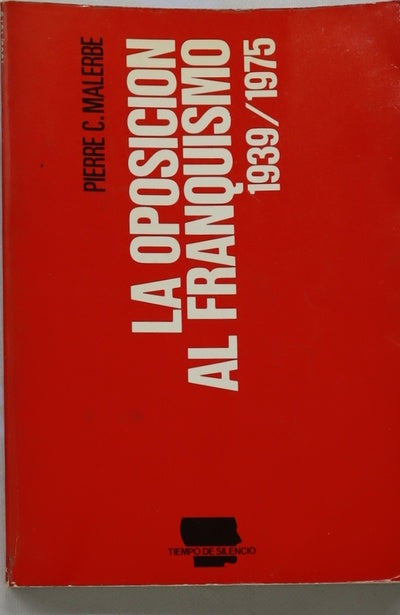 PIERRE C. MALERBE
LA OPOSICION
AL FRANQUISMO
1939/1975
TIEMPO DE SILENCIO